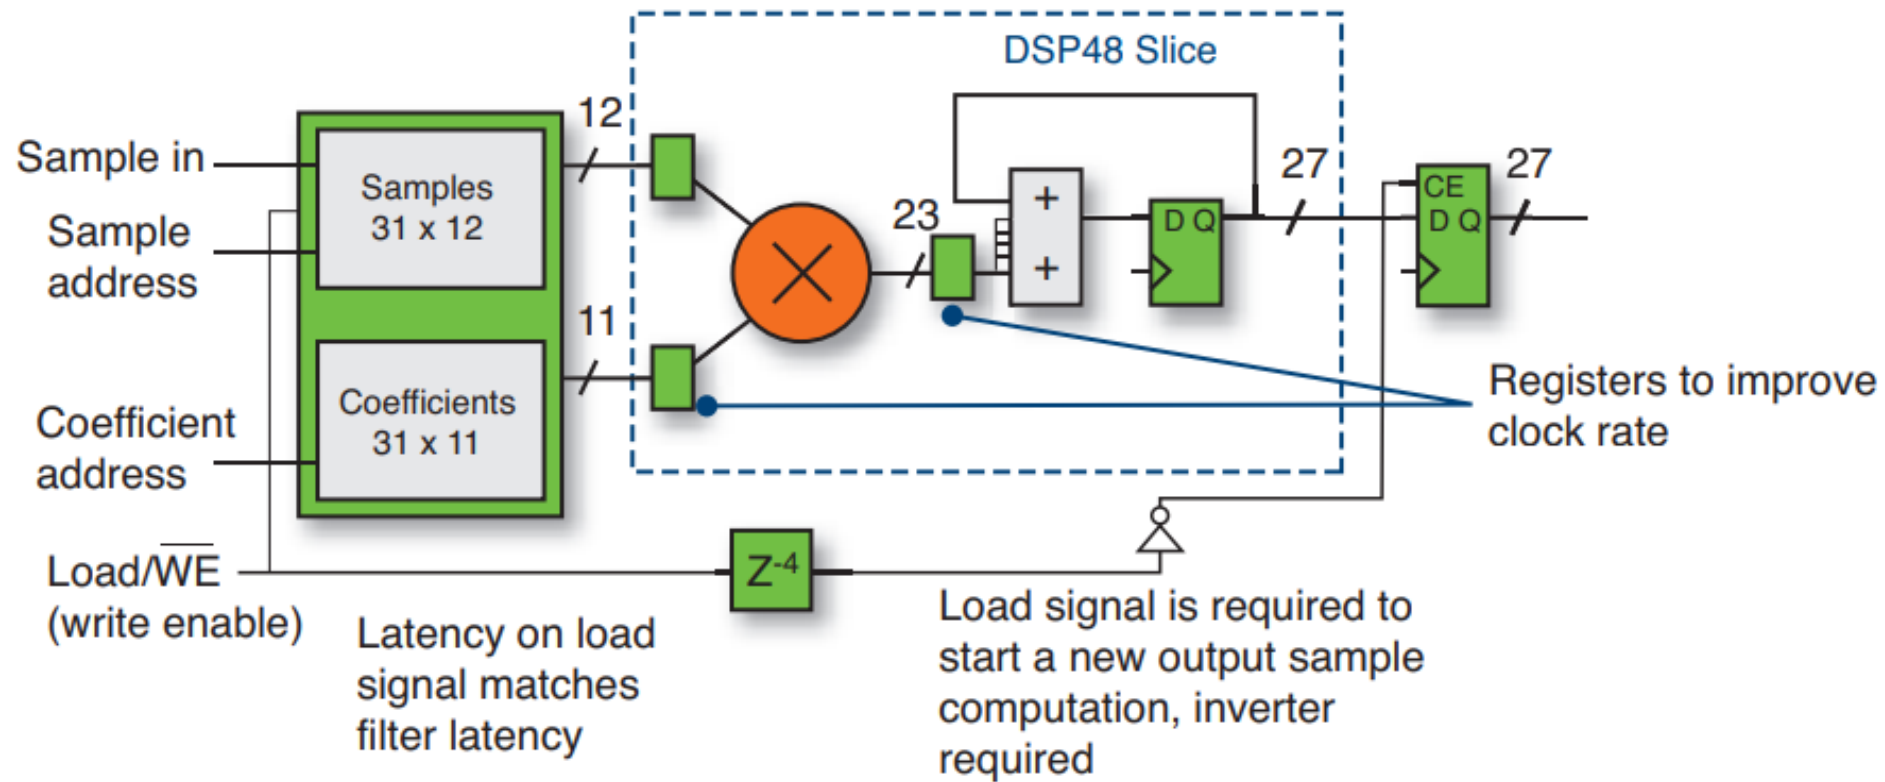 DSP48 Slice
12
Sample in
Samples
31 x 12
Sample
address
23
+
+
D Q
27
CE
D Q
27
11
Coefficients
31 x 11
Coefficient
address
Registers to improve
clock rate
Load/W̅E̅
(write enable)
Z⁻⁴
Latency on load
signal matches
filter latency
Load signal is required to
start a new output sample
computation, inverter
required